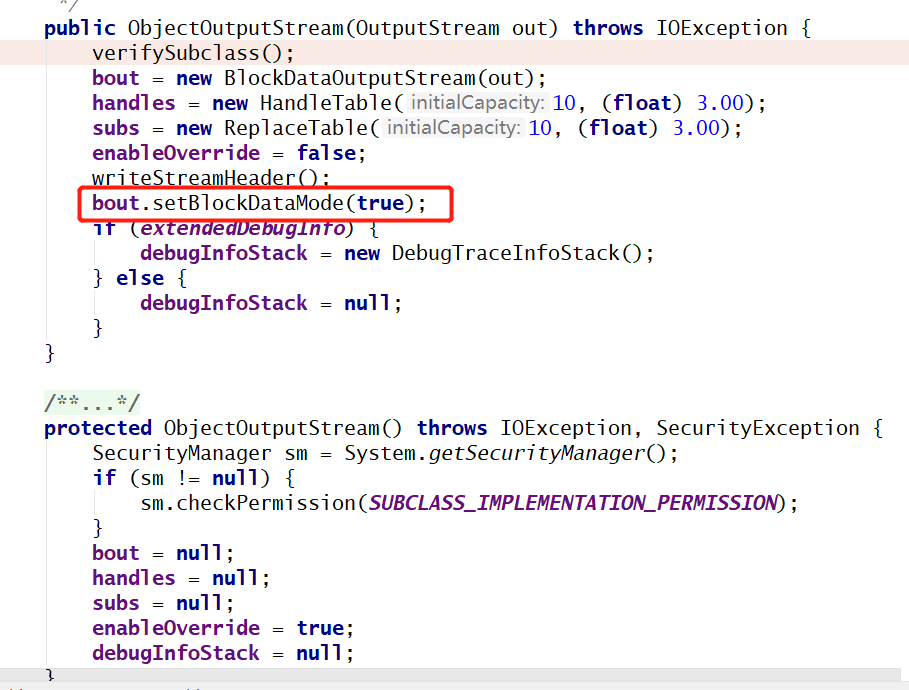 */
public ObjectOutputStream(OutputStream out) throws IOException {
    verifySubclass();
    bout = new BlockDataOutputStream(out);
    handles = new HandleTable( initialCapacity: 10, (float) 3.00);
    subs = new ReplaceTable( initialCapacity: 10, (float) 3.00);
    enableOverride = false;
    writeStreamHeader();
    bout.setBlockDataMode(true);
    if (extendedDebugInfo) {
        debugInfoStack = new DebugTraceInfoStack();
    } else {
        debugInfoStack = null;
    }
}
/**...*/
protected ObjectOutputStream() throws IOException, SecurityException {
    SecurityManager sm = System.getSecurityManager();
    if (sm != null) {
        sm.checkPermission(SUBCLASS_IMPLEMENTATION_PERMISSION);
    }
    bout = null;
    handles = null;
    subs = null;
    enableOverride = true;
    debugInfoStack = null;
}